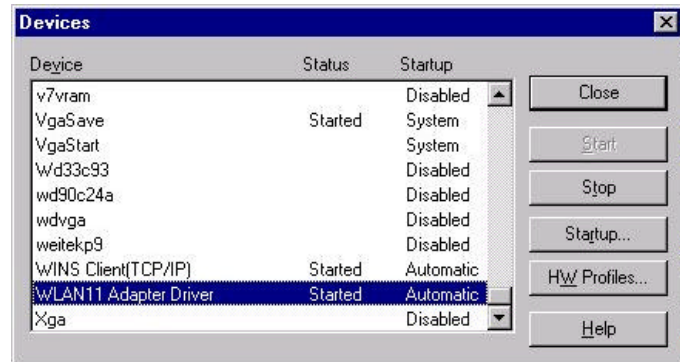 Devices
Device Status Startup
v7vram Disabled
VgaSave Started System
VgaStart System
Wd33c93 Disabled
wd90c24a Disabled
wdvga Disabled
weitekp9 Disabled
WINS Client(TCP/IP) Started Automatic
WLAN11 Adapter Driver Started Automatic
Xga Disabled
Close
Start
Stop
Startup...
HW Profiles...
Help